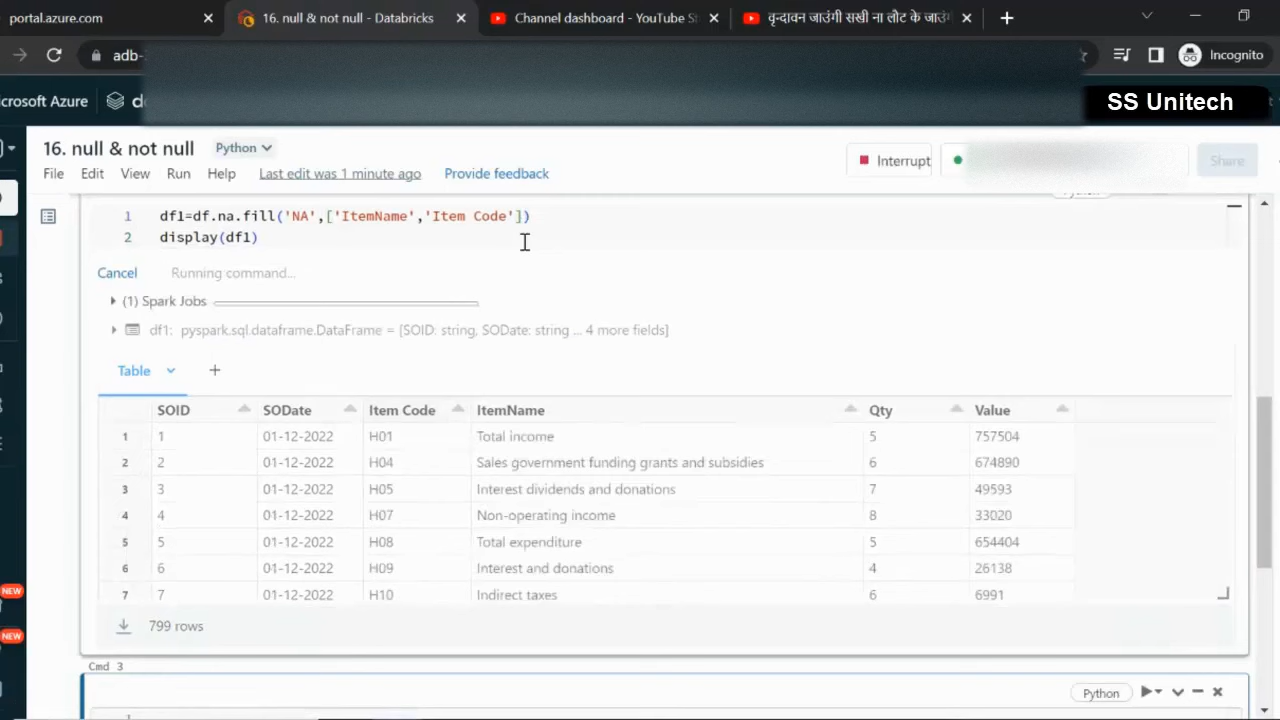 portal.azure.com
16. null & not null - Databricks
Channel dashboard - YouTube S
वृन्दावन जाउंगी सखी ना लौट के जाउं
adb-
Incognito
icrosoft Azure
SS Unitech
16. null & not null Python
Interrupt
Share
File Edit View Run Help Last edit was 1 minute ago Provide feedback
1 df1=df.na.fill('NA',['ItemName','Item Code'])
2 display(df1)
Cancel Running command...
(1) Spark Jobs
df1: pyspark.sql.dataframe.DataFrame = [SOID: string, SODate: string ... 4 more fields]
Table +
SOID SODate Item Code ItemName Qty Value
1 1 01-12-2022 H01 Total income 5 757504
2 2 01-12-2022 H04 Sales government funding grants and subsidies 6 674890
3 3 01-12-2022 H05 Interest dividends and donations 7 49593
4 4 01-12-2022 H07 Non-operating income 8 33020
5 5 01-12-2022 H08 Total expenditure 5 654404
6 6 01-12-2022 H09 Interest and donations 4 26138
7 7 01-12-2022 H10 Indirect taxes 6 6991
NEW
799 rows
NEW
Cmd 3
Python
1